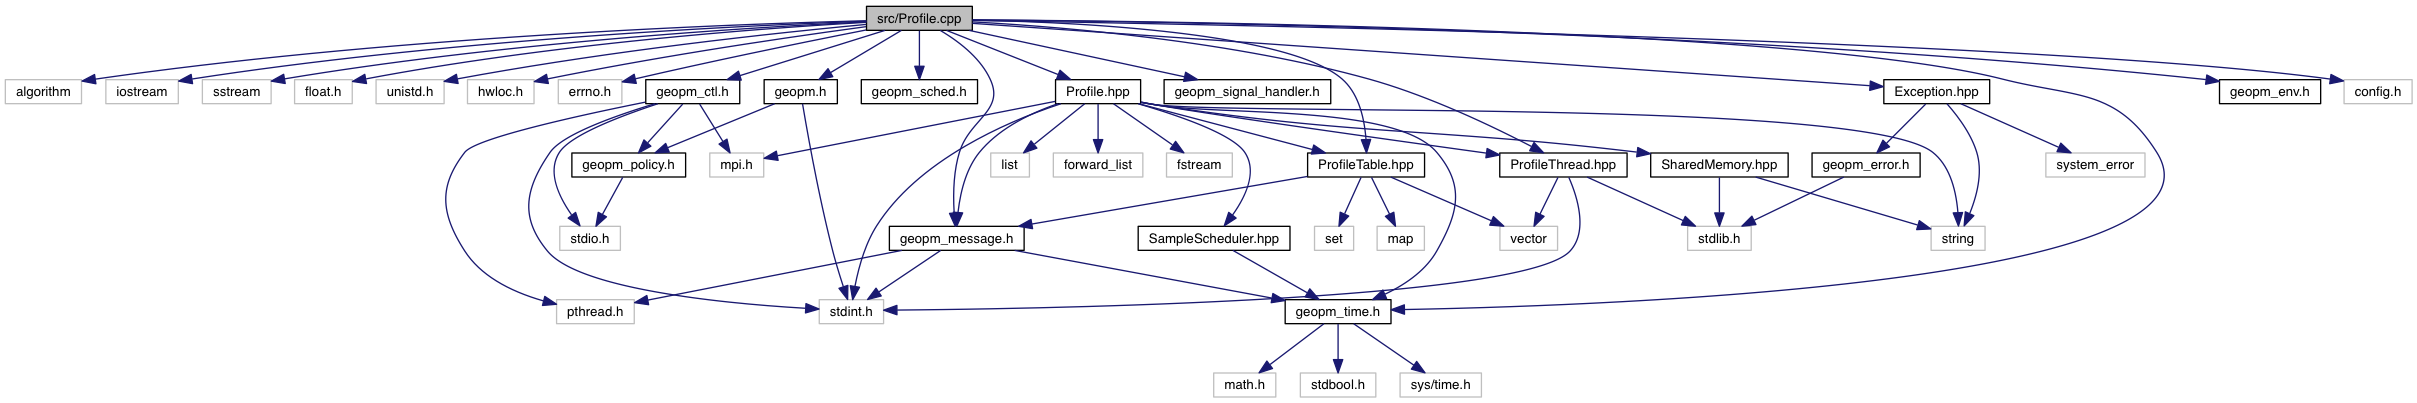 src/Profile.cpp
algorithm
iostream
sstream
float.h
unistd.h
hwloc.h
errno.h
geopm_ctl.h
geopm.h
geopm_sched.h
Profile.hpp
geopm_signal_handler.h
Exception.hpp
geopm_env.h
config.h
geopm_policy.h
mpi.h
list
forward_list
fstream
ProfileTable.hpp
ProfileThread.hpp
SharedMemory.hpp
geopm_error.h
system_error
stdio.h
geopm_message.h
SampleScheduler.hpp
set
map
vector
stdlib.h
string
pthread.h
stdint.h
geopm_time.h
math.h
stdbool.h
sys/time.h